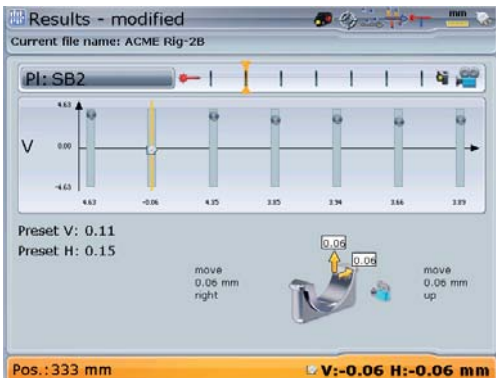 Results - modified
mm
Current file name: ACME Rig-2B
Pl: SB2
4.63
V
0.00
-4.63
4.63 -0.06 4.35 3.85 3.94 3.66 3.89
Preset V: 0.11
Preset H: 0.15
0.06
0.06
move
0.06 mm
right
move
0.06 mm
up
Pos.:333 mm
V:-0.06 H:-0.06 mm